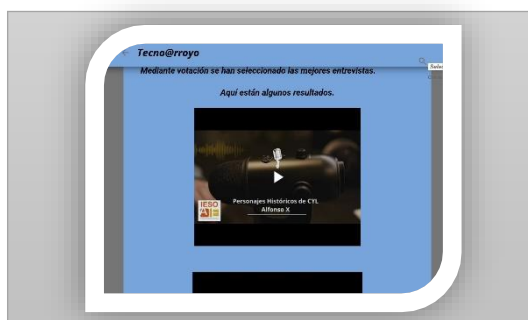 Tecno@rroyo
Mediante votación se han seleccionado las mejores entrevistas.
Aquí están algunos resultados.
IESO
Personajes Históricos de CYL
Alfonso X